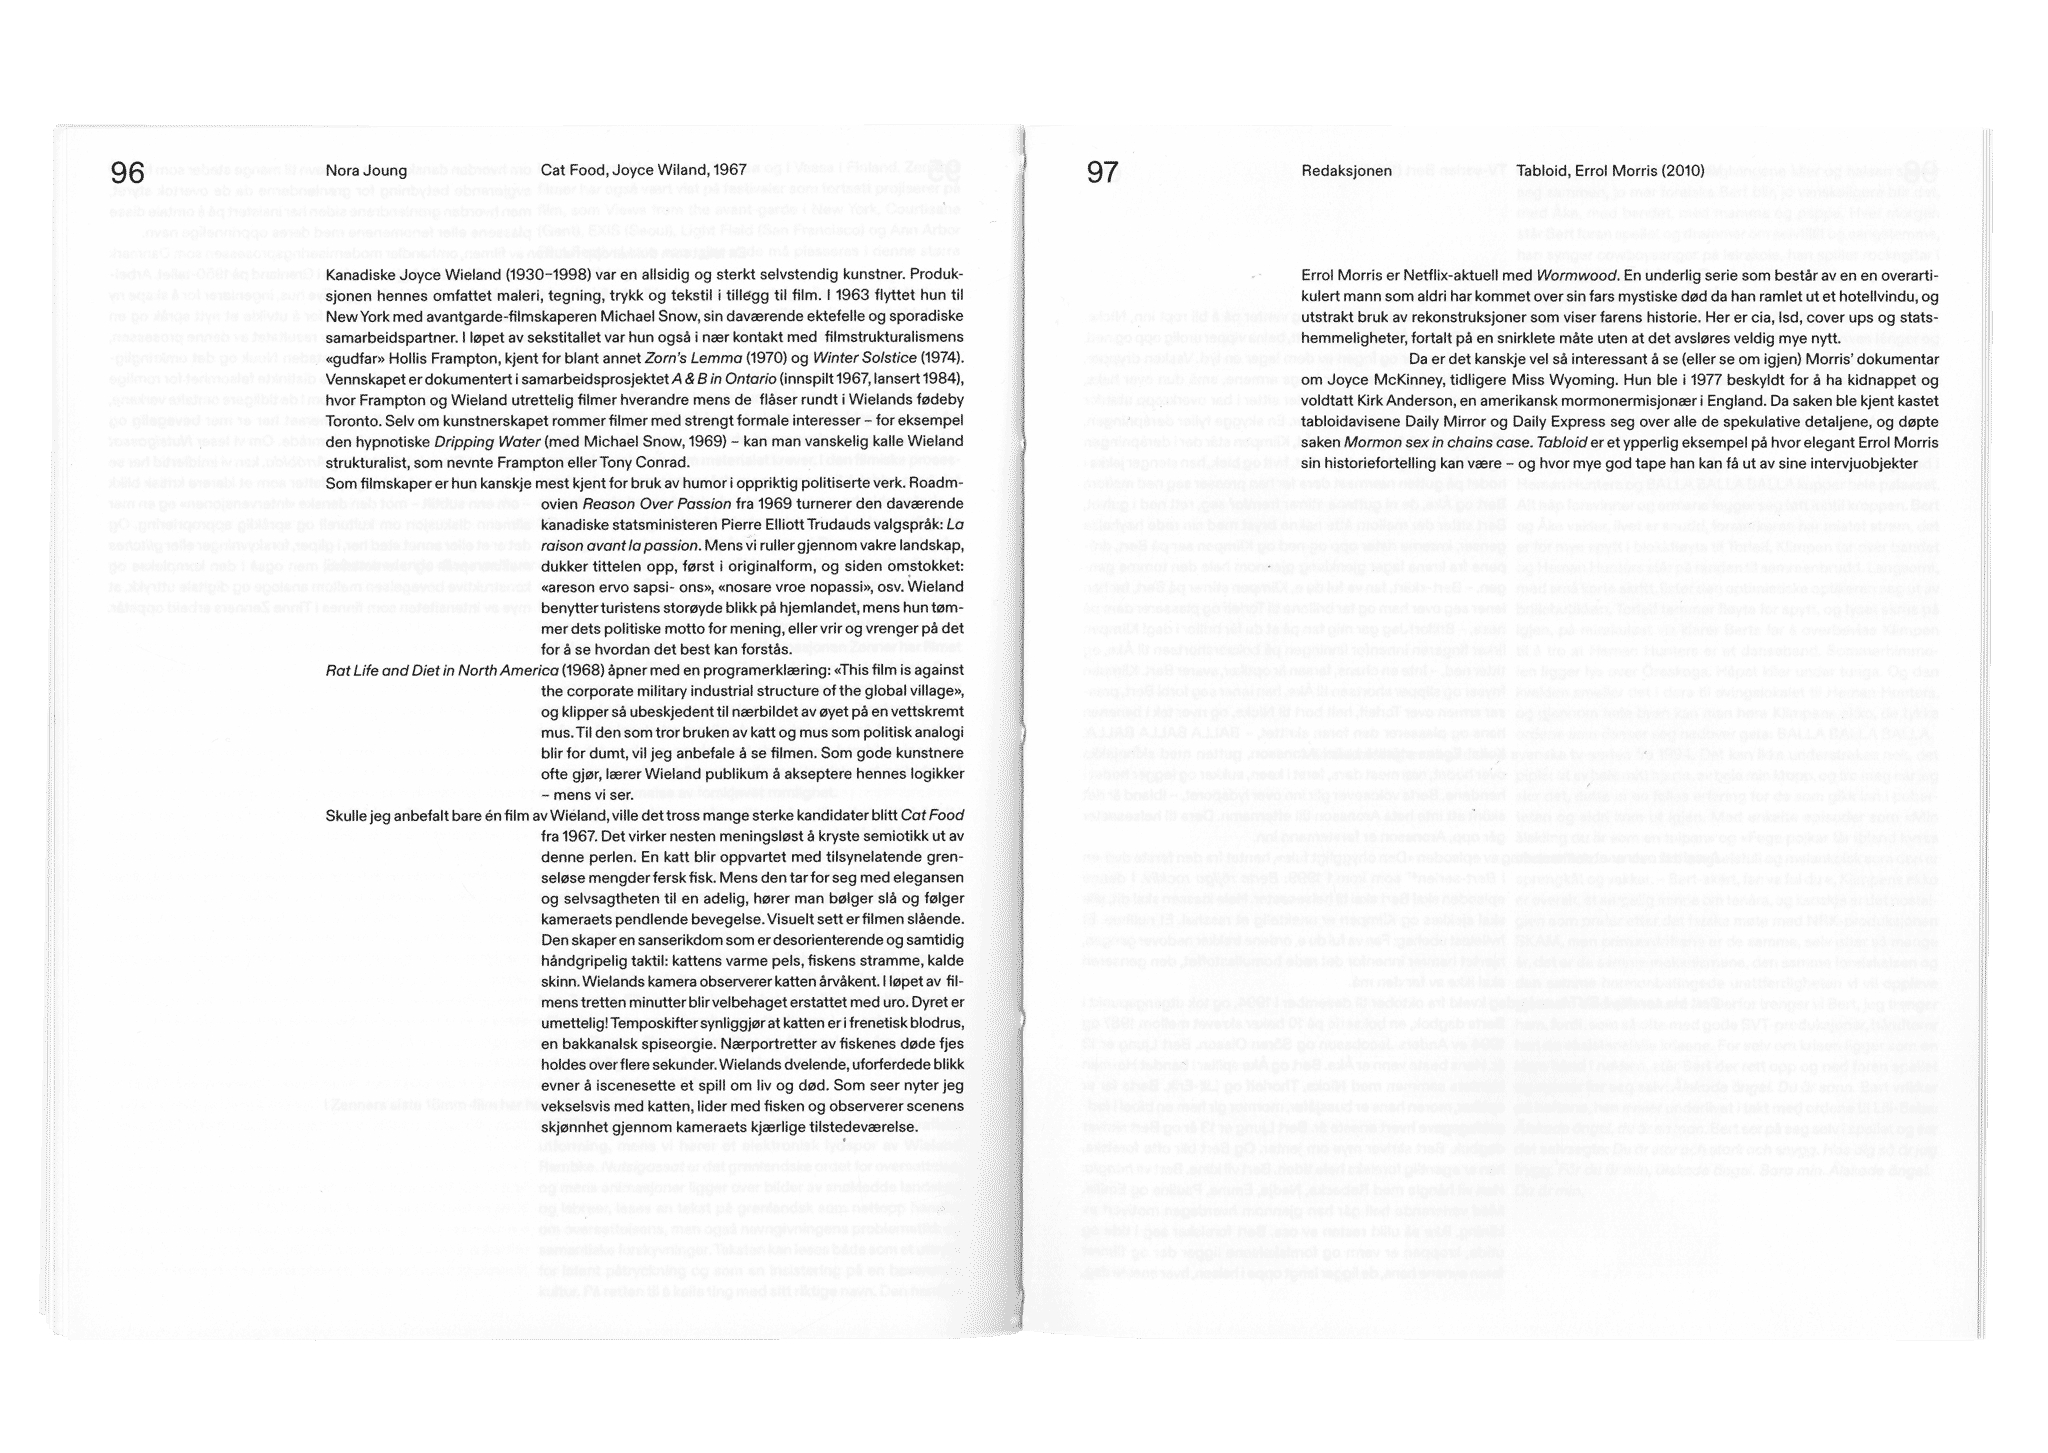 96
Nora Joung
Cat Food, Joyce Wiland, 1967
Kanadiske Joyce Wieland (1930–1998) var en allsidig og sterkt selvstendig kunstner. Produk-
sjonen hennes omfattet maleri, tegning, trykk og tekstil i tillegg til film. I 1963 flyttet hun til
New York med avantgarde-filmskaperen Michael Snow, sin daværende ektefelle og sporadiske
samarbeidspartner. I løpet av sekstitallet var hun også i nær kontakt med filmstrukturalismens
«gudfar» Hollis Frampton, kjent for blant annet Zorn's Lemma (1970) og Winter Solstice (1974).
Vennskapet er dokumentert i samarbeidsprosjektet A & B in Ontario (innspilt 1967, lansert 1984),
hvor Frampton og Wieland utrettelig filmer hverandre mens de flåser rundt i Wielands fødeby
Toronto. Selv om kunstnerskapet rommer filmer med strengt formale interesser – for eksempel
den hypnotiske Dripping Water (med Michael Snow, 1969) – kan man vanskelig kalle Wieland
strukturalist, som nevnte Frampton eller Tony Conrad.
Som filmskaper er hun kanskje mest kjent for bruk av humor i oppriktig politiserte verk. Roadm-
ovien Reason Over Passion fra 1969 turnerer den daværende
kanadiske statsministeren Pierre Elliott Trudauds valgspråk: La
raison avant la passion. Mens vi ruller gjennom vakre landskap,
dukker tittelen opp, først i originalform, og siden omstokket:
«areson ervo sapsi- ons», «nosare vroe nopassi», osv. Wieland
benytter turistens storøyde blikk på hjemlandet, mens hun tøm-
mer dets politiske motto for mening, eller vrir og vrenger på det
for å se hvordan det best kan forstås.
Rat Life and Diet in North America (1968) åpner med en programerklæring: «This film is against
the corporate military industrial structure of the global village»,
og klipper så ubeskjedent til nærbildet av øyet på en vettskremt
mus. Til den som tror bruken av katt og mus som politisk analogi
blir for dumt, vil jeg anbefale å se filmen. Som gode kunstnere
ofte gjør, lærer Wieland publikum å akseptere hennes logikker
– mens vi ser.
Skulle jeg anbefalt bare én film av Wieland, ville det tross mange sterke kandidater blitt Cat Food
fra 1967. Det virker nesten meningsløst å kryste semiotikk ut av
denne perlen. En katt blir oppvartet med tilsynelatende gren-
seløse mengder fersk fisk. Mens den tar for seg med elegansen
og selvsagtheten til en adelig, hører man bølger slå og følger
kameraets pendlende bevegelse. Visuelt sett er filmen slående.
Den skaper en sanserikdom som er desorienterende og samtidig
håndgripelig taktil: kattens varme pels, fiskens stramme, kalde
skinn. Wielands kamera observerer katten årvåkent. I løpet av fil-
mens tretten minutter blir velbehaget erstattet med uro. Dyret er
umettelig! Temposkifter synliggjør at katten er i frenetisk blodrus,
en bakkanalsk spiseorgie. Nærportretter av fiskenes døde fjes
holdes over flere sekunder. Wielands dvelende, uforferdede blikk
evner å iscenesette et spill om liv og død. Som seer nyter jeg
vekselsvis med katten, lider med fisken og observerer scenens
skjønnhet gjennom kameraets kjærlige tilstedeværelse.
97
Redaksjonen
Tabloid, Errol Morris (2010)
Errol Morris er Netflix-aktuell med Wormwood. En underlig serie som består av en en overarti-
kulert mann som aldri har kommet over sin fars mystiske død da han ramlet ut et hotellvindu, og
utstrakt bruk av rekonstruksjoner som viser farens historie. Her er cia, lsd, cover ups og stats-
hemmeligheter, fortalt på en snirklete måte uten at det avsløres veldig mye nytt.
Da er det kanskje vel så interessant å se (eller se om igjen) Morris' dokumentar
om Joyce McKinney, tidligere Miss Wyoming. Hun ble i 1977 beskyldt for å ha kidnappet og
voldtatt Kirk Anderson, en amerikansk mormonermisjonær i England. Da saken ble kjent kastet
tabloidavisene Daily Mirror og Daily Express seg over alle de spekulative detaljene, og døpte
saken Mormon sex in chains case. Tabloid er et ypperlig eksempel på hvor elegant Errol Morris
sin historiefortelling kan være – og hvor mye god tape han kan få ut av sine intervjuobjekter